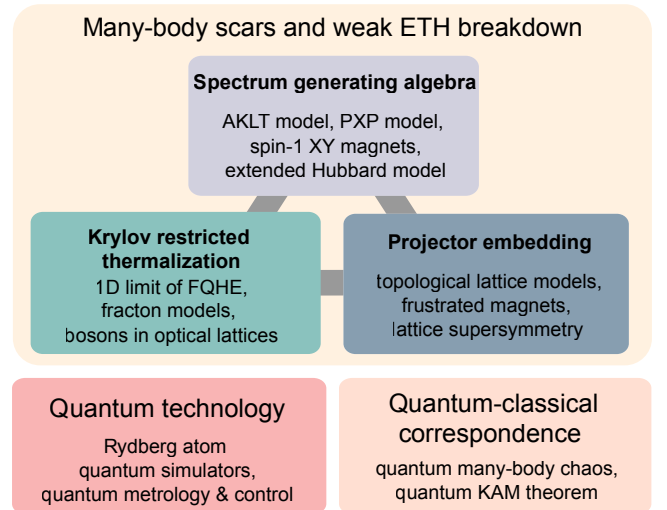 Many-body scars and weak ETH breakdown
Spectrum generating algebra
AKLT model, PXP model,
spin-1 XY magnets,
extended Hubbard model
Krylov restricted
thermalization
1D limit of FQHE,
fracton models,
bosons in optical lattices
Projector embedding
topological lattice models,
frustrated magnets,
lattice supersymmetry
Quantum technology
Rydberg atom
quantum simulators,
quantum metrology & control
Quantum-classical
correspondence
quantum many-body chaos,
quantum KAM theorem